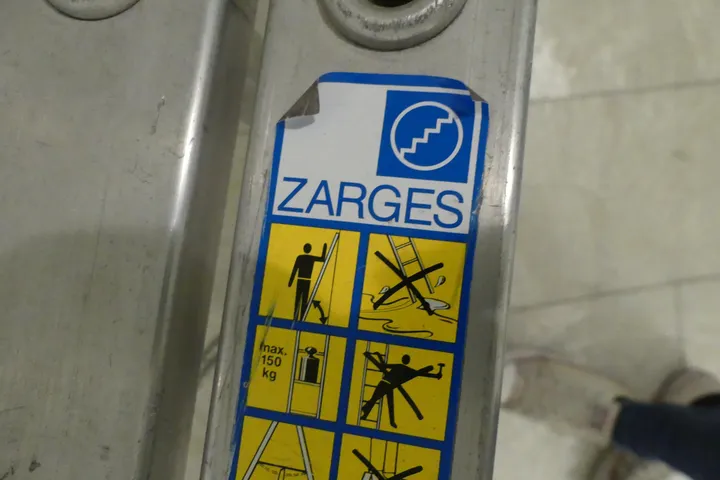 ZARGES
max.
150
kg